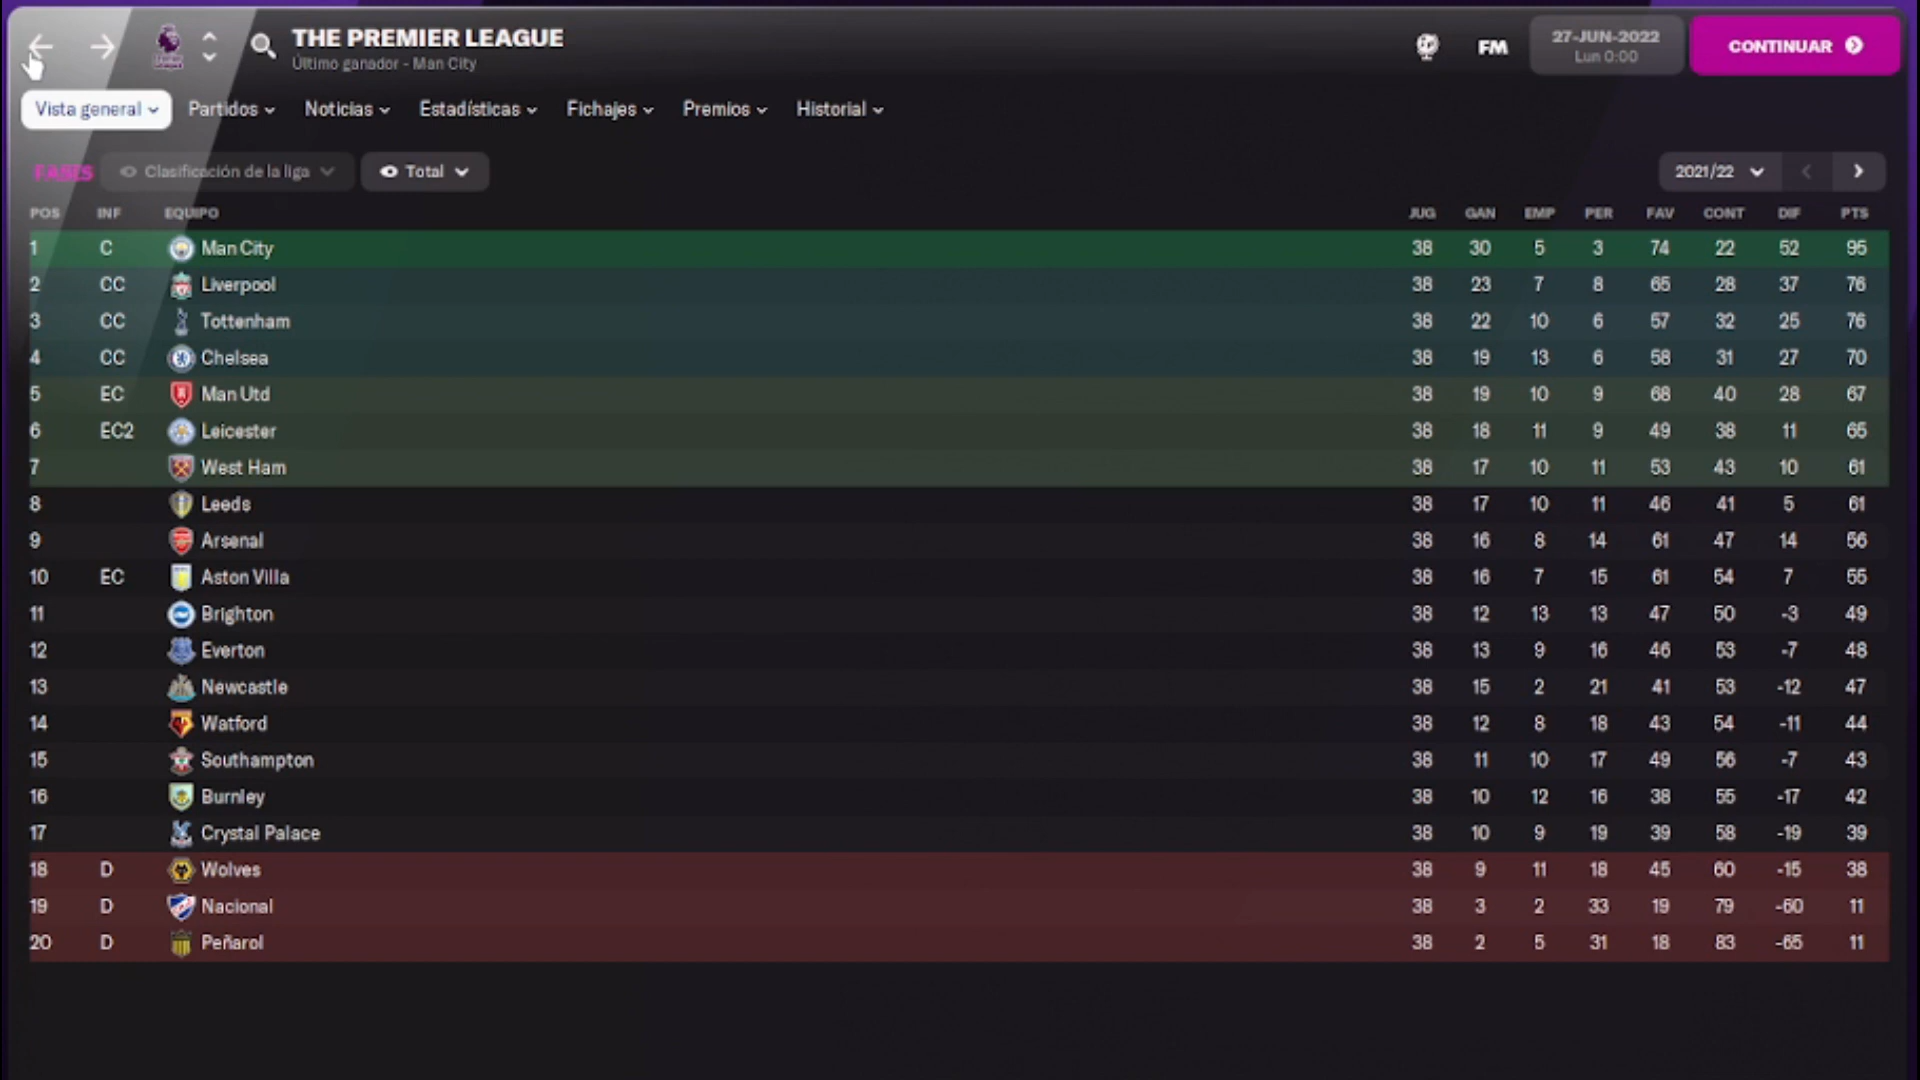 THE PREMIER LEAGUE
Último ganador - Man City
FM
27-JUN-2022
Lun 0:00
CONTINUAR
Vista general Partidos Noticias Estadísticas Fichajes Premios Historial
FASES Clasificación de la liga Total 2021/22
POS INF EQUIPO JUG GAN EMP PER FAV CONT DIF PTS
1 C Man City 38 30 5 3 74 22 52 95
2 CC Liverpool 38 23 7 8 65 28 37 76
3 CC Tottenham 38 22 10 6 57 32 25 76
4 CC Chelsea 38 19 13 6 58 31 27 70
5 EC Man Utd 38 19 10 9 68 40 28 67
6 EC2 Leicester 38 18 11 9 49 38 11 65
7 West Ham 38 17 10 11 53 43 10 61
8 Leeds 38 17 10 11 46 41 5 61
9 Arsenal 38 16 8 14 61 47 14 56
10 EC Aston Villa 38 16 7 15 61 54 7 55
11 Brighton 38 12 13 13 47 50 -3 49
12 Everton 38 13 9 16 46 53 -7 48
13 Newcastle 38 15 2 21 41 53 -12 47
14 Watford 38 12 8 18 43 54 -11 44
15 Southampton 38 11 10 17 49 56 -7 43
16 Burnley 38 10 12 16 38 55 -17 42
17 Crystal Palace 38 10 9 19 39 58 -19 39
18 D Wolves 38 9 11 18 45 60 -15 38
19 D Nacional 38 3 2 33 19 79 -60 11
20 D Peñarol 38 2 5 31 18 83 -65 11